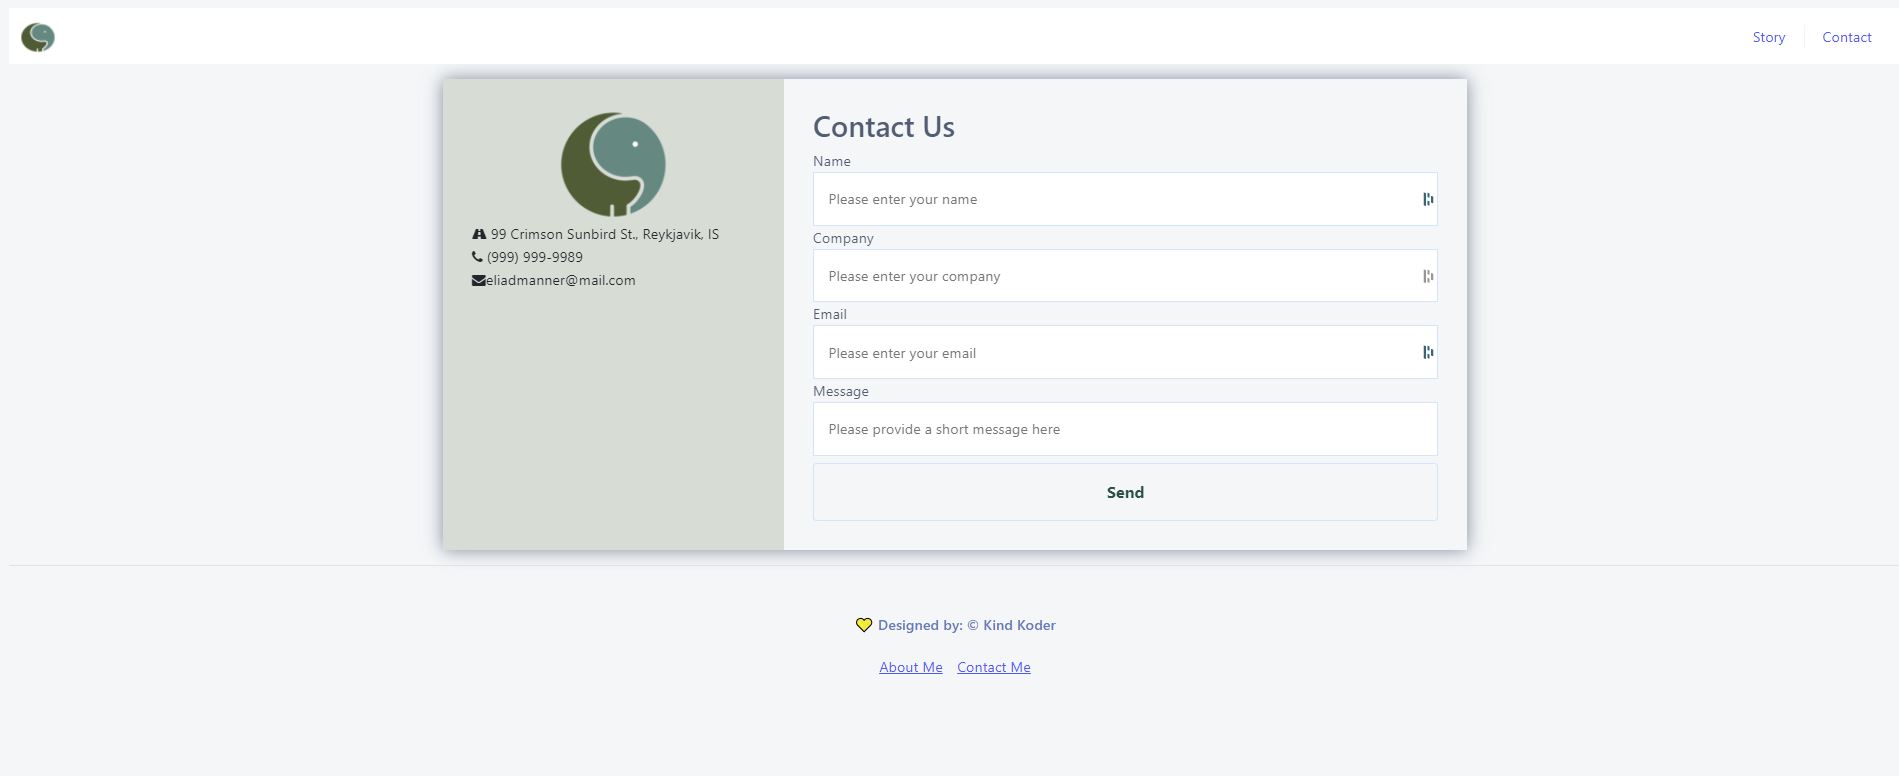 Story
Contact
99 Crimson Sunbird St., Reykjavik, IS
(999) 999-9989
eliadmanner@mail.com
Contact Us
Name
Please enter your name
Company
Please enter your company
Email
Please enter your email
Message
Please provide a short message here
Send
Designed by: © Kind Koder
About Me
Contact Me